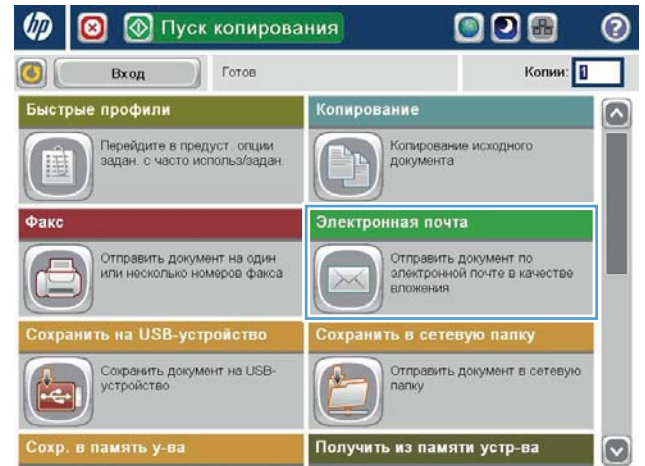 hp
Пуск копирования
?
Вход
Готов
Копии: 1
Быстрые профили
Перейдите в предуст. опции
задан. с часто использ/задан.
Копирование
Копирование исходного
документа
Факс
Отправить документ на один
или несколько номеров факса
Электронная почта
Отправить документ по
электронной почте в качестве
вложения
Сохранить на USB-устройство
Сохранить документ на USB-
устройство
Сохранить в сетевую папку
Отправить документ в сетевую
папку
Сохр. в память у-ва
Получить из памяти устр-ва